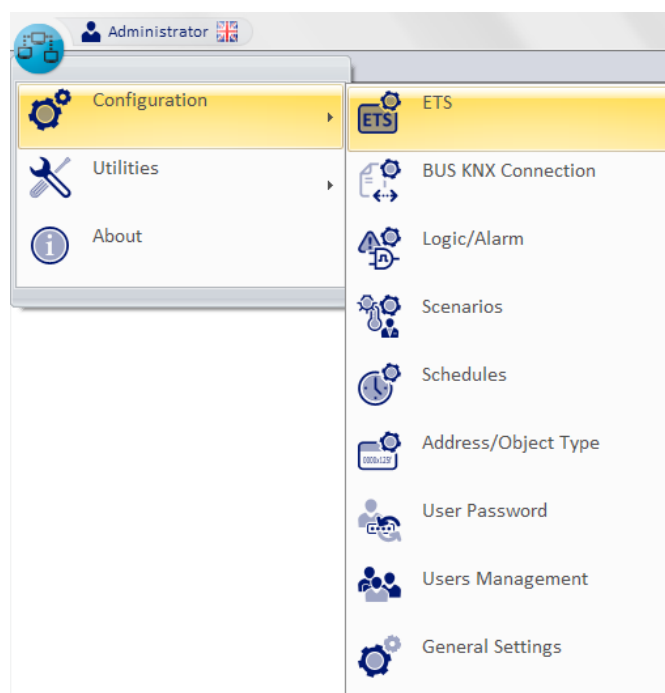 Administrator
Configuration
Utilities
About
ETS
ETS
BUS KNX Connection
Logic/Alarm
Scenarios
Schedules
Address/Object Type
User Password
Users Management
General Settings